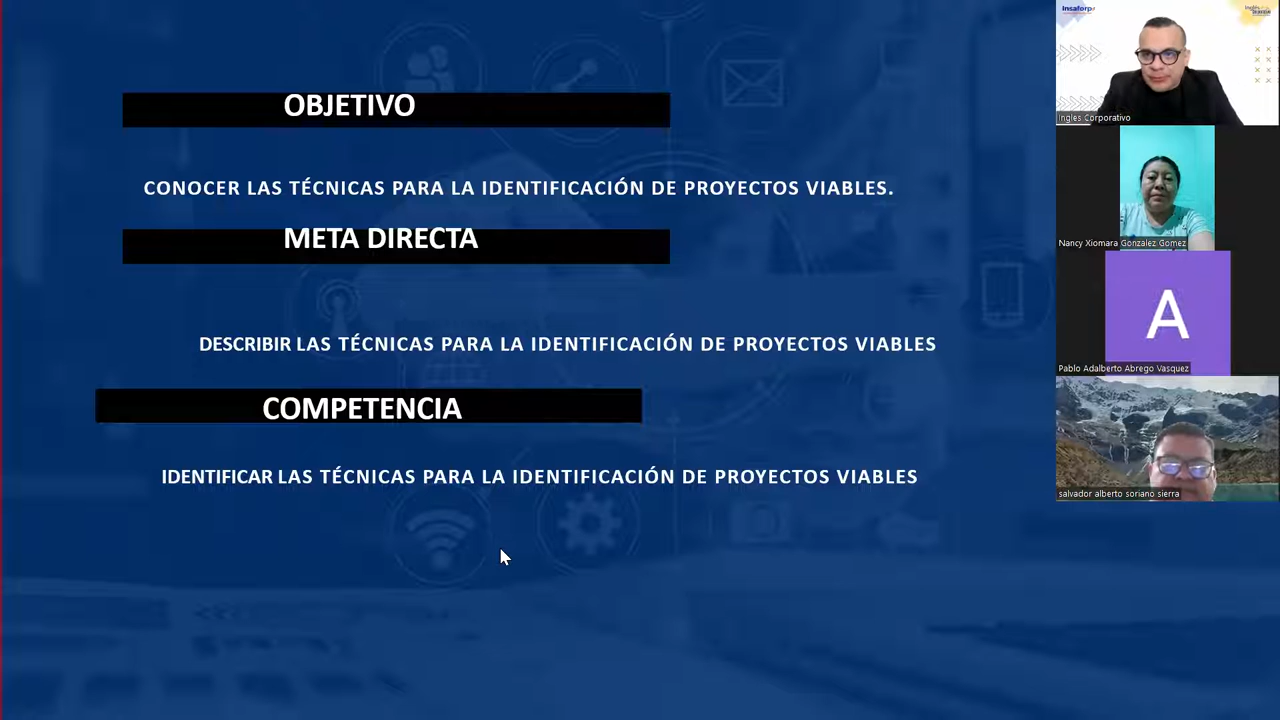 OBJETIVO
CONOCER LAS TÉCNICAS PARA LA IDENTIFICACIÓN DE PROYECTOS VIABLES.
META DIRECTA
DESCRIBIR LAS TÉCNICAS PARA LA IDENTIFICACIÓN DE PROYECTOS VIABLES
COMPETENCIA
IDENTIFICAR LAS TÉCNICAS PARA LA IDENTIFICACIÓN DE PROYECTOS VIABLES
Insaforp
Ingles Corporativo
Nancy Xiomara Gonzalez Gomez
A
Pablo Adalberto Abrego Vasquez
salvador alberto soriano sierra